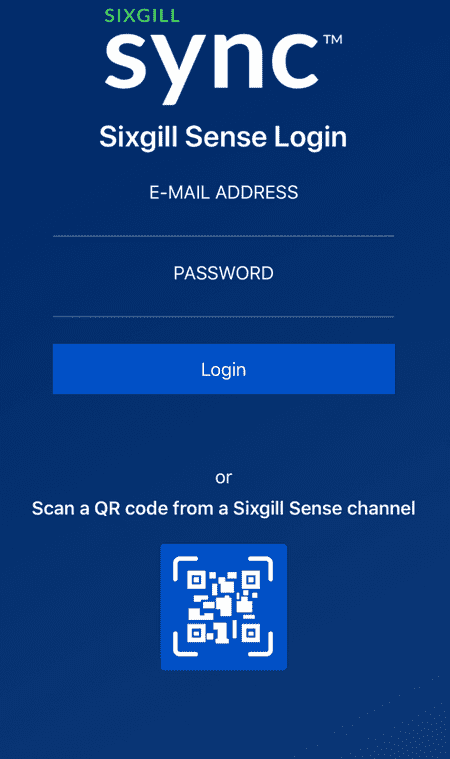 SIXGILL
sync™
Sixgill Sense Login
E-MAIL ADDRESS
PASSWORD
Login
or
Scan a QR code from a Sixgill Sense channel